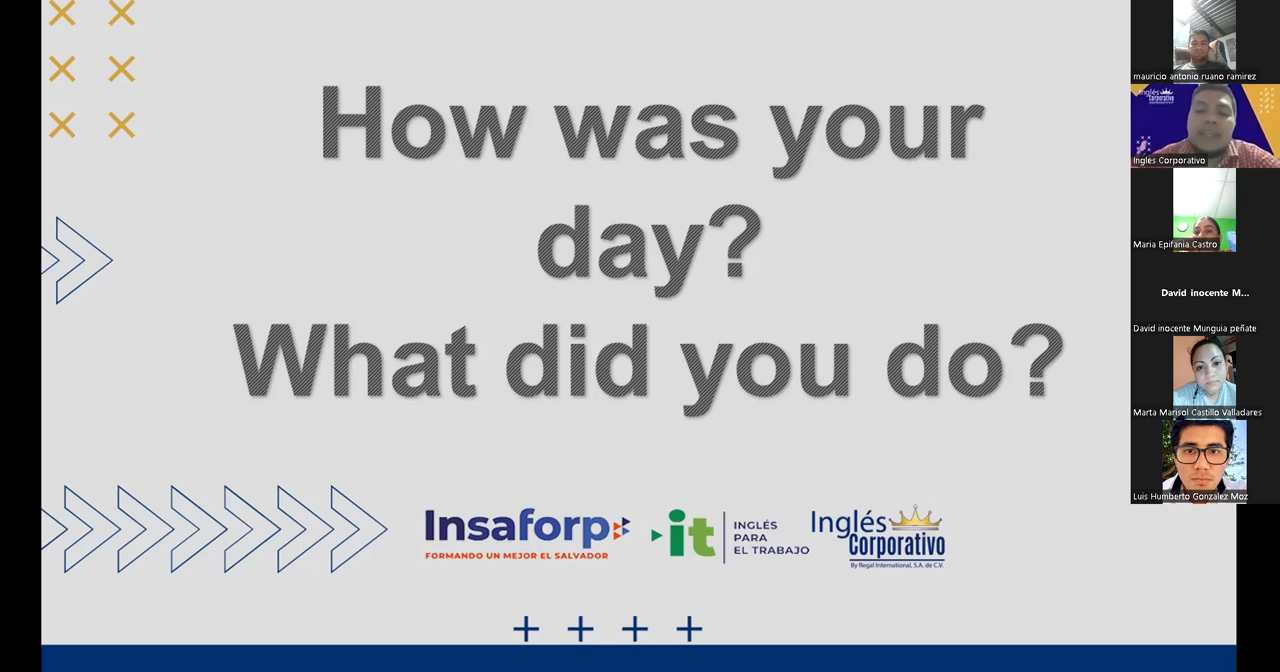 How was your
day?
What did you do?
Insaforp
FORMANDO UN MEJOR EL SALVADOR
it
INGLÉS
PARA
EL TRABAJO
Inglés
Corporativo
By Regal International, S.A. de C.V.
mauricio antonio ruano ramirez
Inglés
Corporativo
Ingles Corporativo
Maria Epifania Castro
David inocente M...
David inocente Munguia peñate
Marta Marisol Castillo Valladares
Luis Humberto Gonzalez Moz